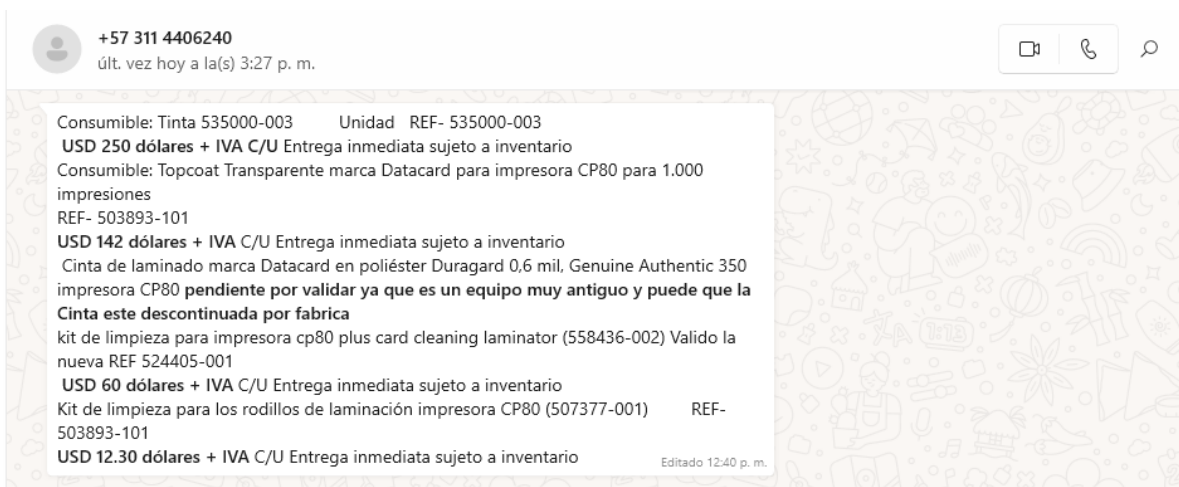 +57 311 4406240
últ. vez hoy a la(s) 3:27 p. m.
Consumible: Tinta 535000-003 Unidad REF- 535000-003
USD 250 dólares + IVA C/U Entrega inmediata sujeto a inventario
Consumible: Topcoat Transparente marca Datacard para impresora CP80 para 1.000
impresiones
REF- 503893-101
USD 142 dólares + IVA C/U Entrega inmediata sujeto a inventario
Cinta de laminado marca Datacard en poliéster Duragard 0,6 mil, Genuine Authentic 350
impresora CP80 pendiente por validar ya que es un equipo muy antiguo y puede que la
Cinta este descontinuada por fabrica
kit de limpieza para impresora cp80 plus card cleaning laminator (558436-002) Valido la
nueva REF 524405-001
USD 60 dólares + IVA C/U Entrega inmediata sujeto a inventario
Kit de limpieza para los rodillos de laminación impresora CP80 (507377-001) REF-
503893-101
USD 12.30 dólares + IVA C/U Entrega inmediata sujeto a inventario
Editado 12:40 p. m.